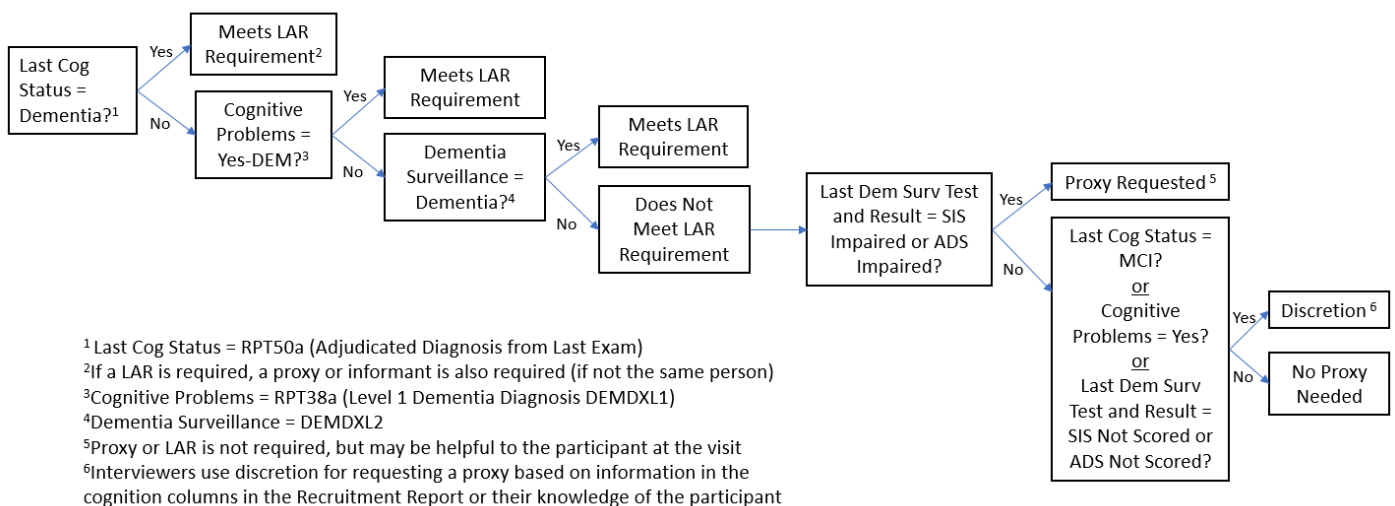 Last Cog
Status =
Dementia?¹
Yes
No
Meets LAR
Requirement²
Cognitive
Problems =
Yes-DEM?³
Yes
No
Meets LAR
Requirement
Dementia
Surveillance =
Dementia?⁴
Yes
No
Meets LAR
Requirement
Does Not
Meet LAR
Requirement
Last Dem Surv Test
and Result = SIS
Impaired or ADS
Impaired?
Yes
No
Proxy Requested ⁵
Last Cog Status =
MCI?
or
Cognitive
Problems = Yes?
or
Last Dem Surv
Test and Result =
SIS Not Scored or
ADS Not Scored?
Yes
No
Discretion ⁶
No Proxy
Needed
¹ Last Cog Status = RPT50a (Adjudicated Diagnosis from Last Exam)
²If a LAR is required, a proxy or informant is also required (if not the same person)
³Cognitive Problems = RPT38a (Level 1 Dementia Diagnosis DEMDXL1)
⁴Dementia Surveillance = DEMDXL2
⁵Proxy or LAR is not required, but may be helpful to the participant at the visit
⁶Interviewers use discretion for requesting a proxy based on information in the
cognition columns in the Recruitment Report or their knowledge of the participant